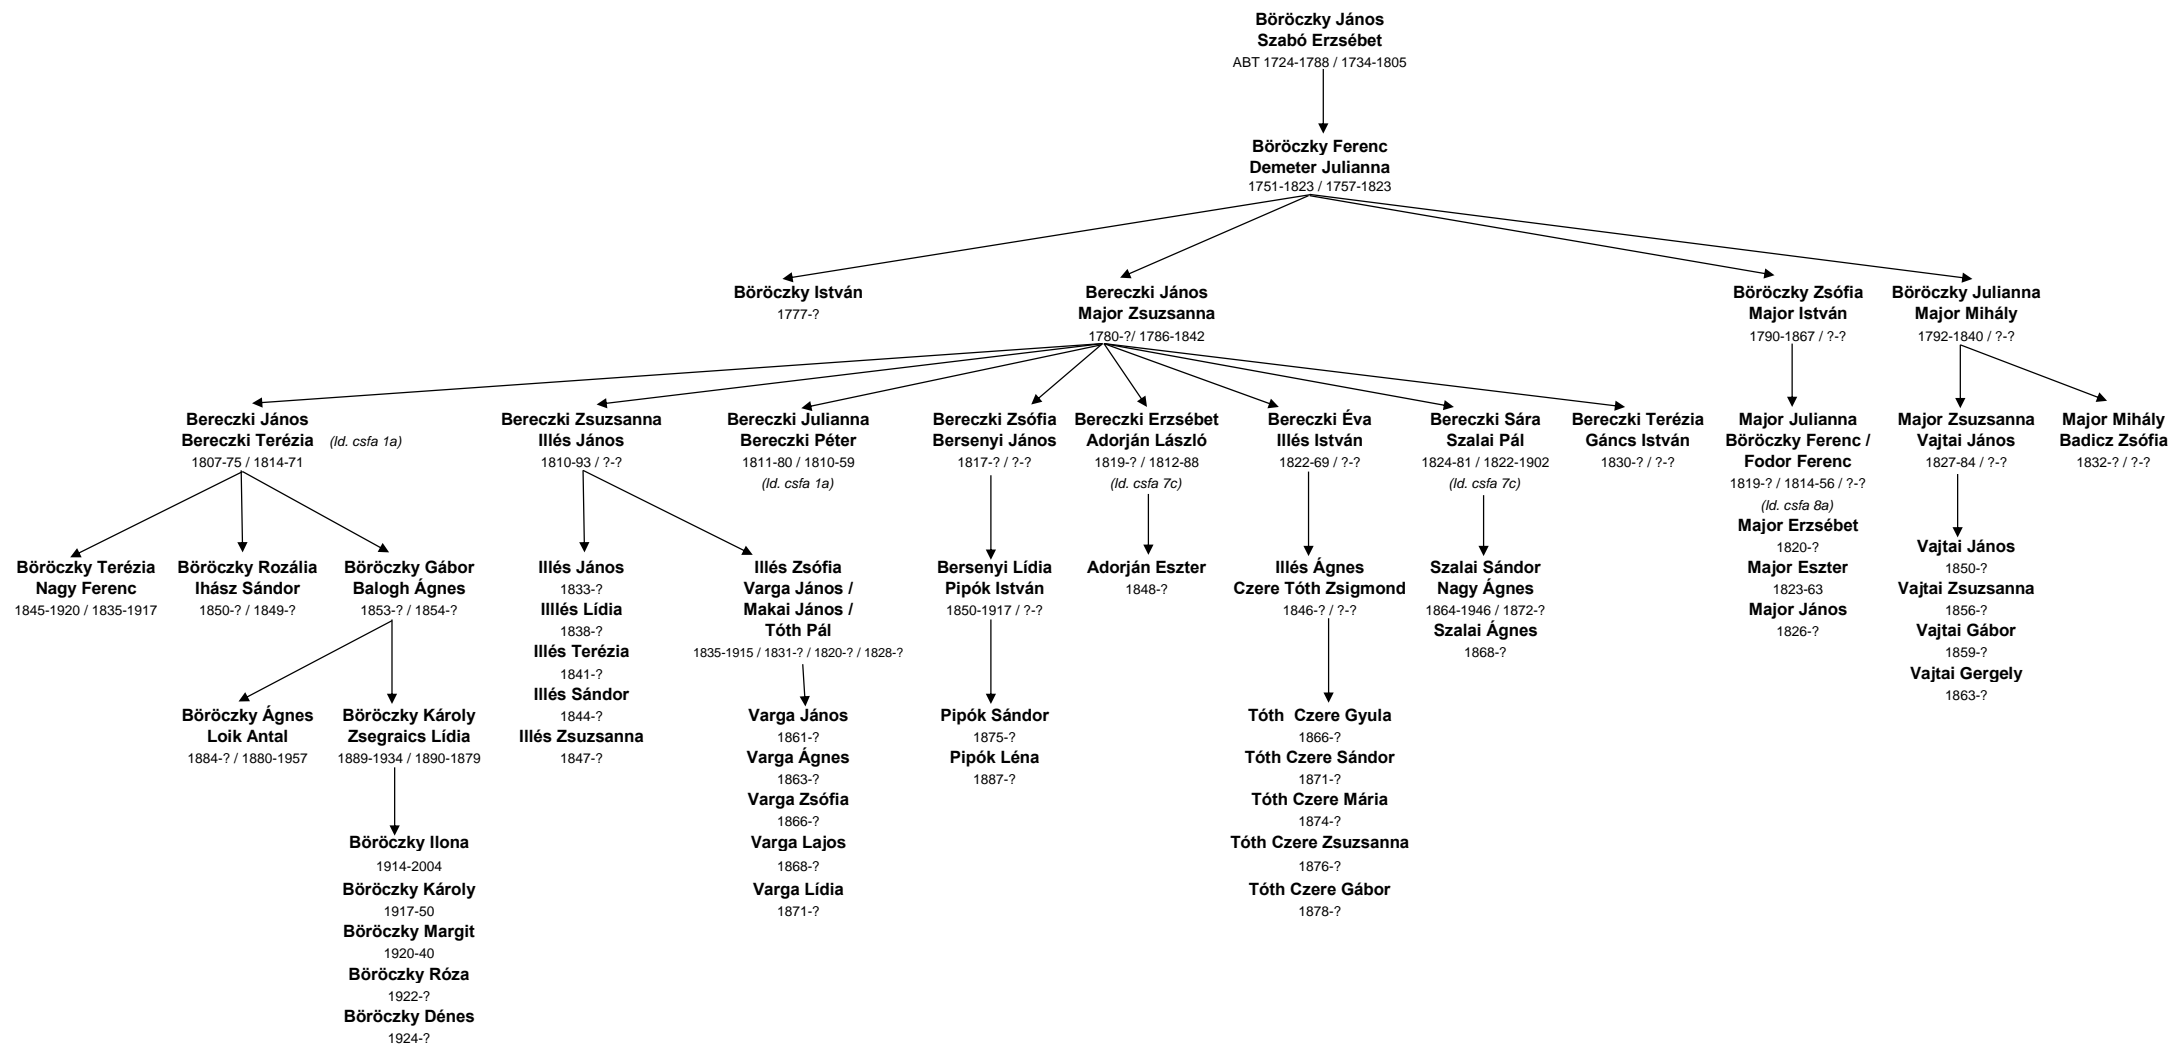 Böröczky János
Szabó Erzsébet
ABT 1724-1788 / 1734-1805
Böröczky Ferenc
Demeter Julianna
1751-1823 / 1757-1823
Böröczky István
1777-?
Bereczki János
Major Zsuzsanna
1780-?/ 1786-1842
Böröczky Zsófia
Major István
1790-1867 / ?-?
Böröczky Julianna
Major Mihály
1792-1840 / ?-?
Bereczki János
Bereczki Terézia (ld. csfa 1a)
1807-75 / 1814-71
Bereczki Zsuzsanna
Illés János
1810-93 / ?-?
Bereczki Julianna
Bereczki Péter
1811-80 / 1810-59
(ld. csfa 1a)
Bereczki Zsófia
Bersenyi János
1817-? / ?-?
Bereczki Erzsébet
Adorján László
1819-? / 1812-88
(ld. csfa 7c)
Bereczki Éva
Illés István
1822-69 / ?-?
Bereczki Sára
Szalai Pál
1824-81 / 1822-1902
(ld. csfa 7c)
Bereczki Terézia
Gáncs István
1830-? / ?-?
Major Julianna
Böröczky Ferenc /
Fodor Ferenc
1819-? / 1814-56 / ?-?
(ld. csfa 8a)
Major Erzsébet
1820-?
Major Eszter
1823-63
Major János
1826-?
Major Zsuzsanna
Vajtai János
1827-84 / ?-?
Major Mihály
Badicz Zsófia
1832-? / ?-?
Böröczky Terézia
Nagy Ferenc
1845-1920 / 1835-1917
Böröczky Rozália
Ihász Sándor
1850-? / 1849-?
Böröczky Gábor
Balogh Ágnes
1853-? / 1854-?
Illés János
1833-?
Illlés Lídia
1838-?
Illés Terézia
1841-?
Illés Sándor
1844-?
Illés Zsuzsanna
1847-?
Illés Zsófia
Varga János /
Makai János /
Tóth Pál
1835-1915 / 1831-? / 1820-? / 1828-?
Bersenyi Lídia
Pipók István
1850-1917 / ?-?
Adorján Eszter
1848-?
Illés Ágnes
Czere Tóth Zsigmond
1846-? / ?-?
Szalai Sándor
Nagy Ágnes
1864-1946 / 1872-?
Szalai Ágnes
1868-?
Vajtai János
1850-?
Vajtai Zsuzsanna
1856-?
Vajtai Gábor
1859-?
Vajtai Gergely
1863-?
Böröczky Ágnes
Loik Antal
1884-? / 1880-1957
Böröczky Károly
Zsegraics Lídia
1889-1934 / 1890-1879
Varga János
1861-?
Varga Ágnes
1863-?
Varga Zsófia
1866-?
Varga Lajos
1868-?
Varga Lídia
1871-?
Pipók Sándor
1875-?
Pipók Léna
1887-?
Tóth Czere Gyula
1866-?
Tóth Czere Sándor
1871-?
Tóth Czere Mária
1874-?
Tóth Czere Zsuzsanna
1876-?
Tóth Czere Gábor
1878-?
Böröczky Ilona
1914-2004
Böröczky Károly
1917-50
Böröczky Margit
1920-40
Böröczky Róza
1922-?
Böröczky Dénes
1924-?